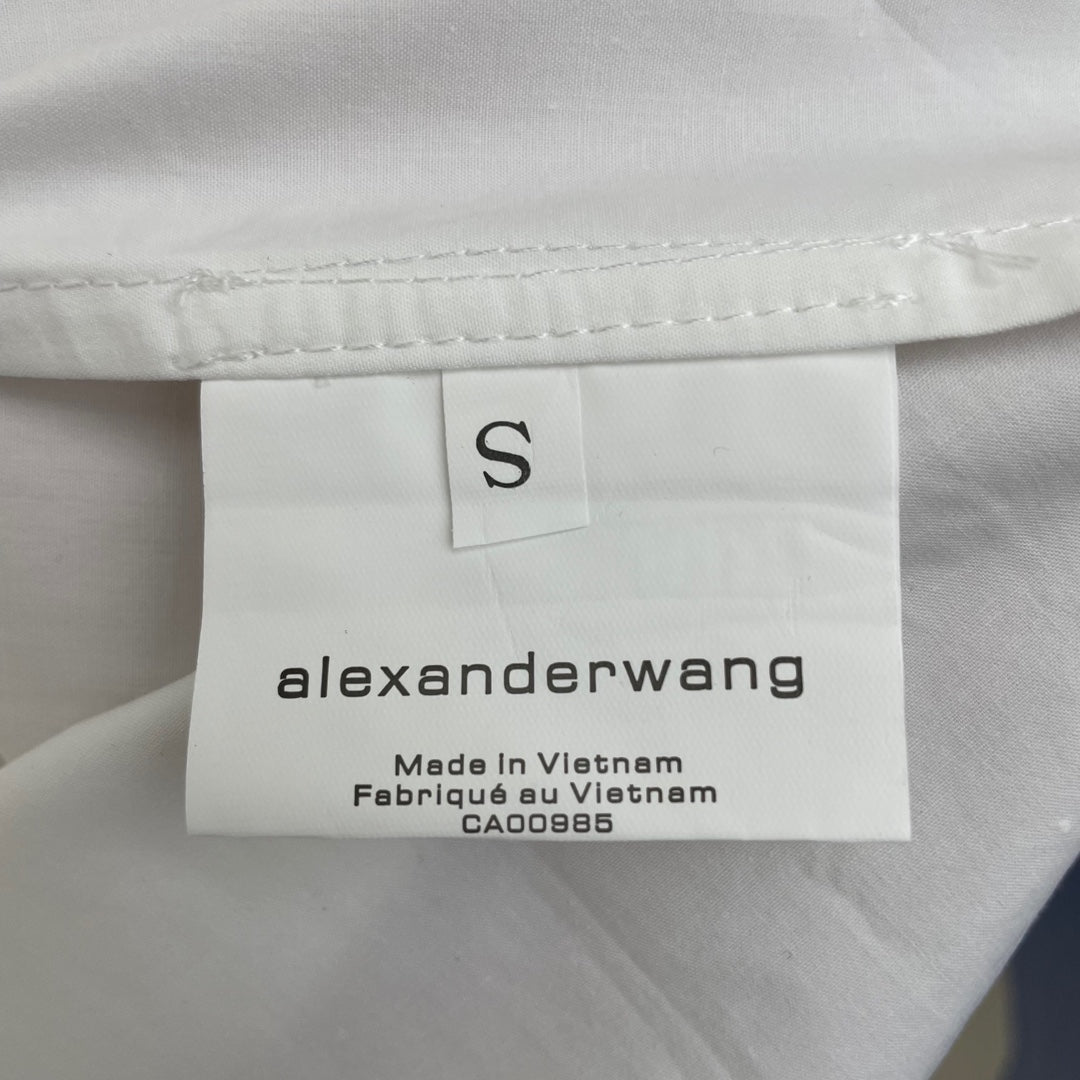 S
alexanderwang
Made in Vietnam
Fabriqué au Vietnam
CA00985